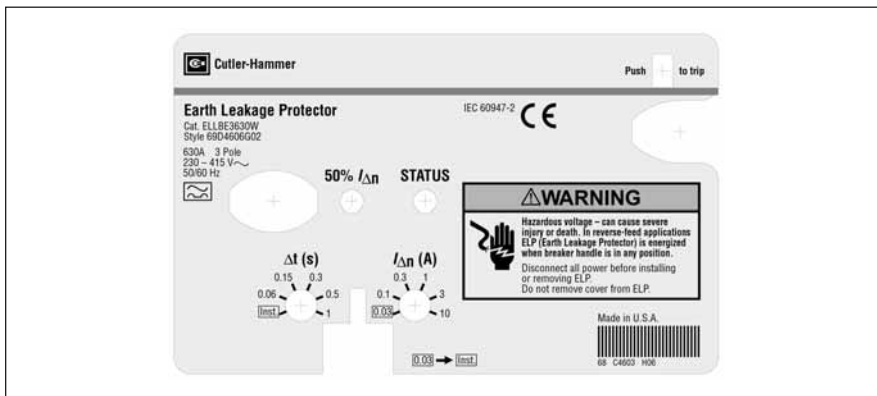 Cutler-Hammer
Push to trip
Earth Leakage Protector
Cat. ELLBE3630W
Style 69D4606G02
630A 3 Pole
230 – 415 V~
50/60 Hz
IEC 60947-2 CE
50% I∆n
STATUS
⚠WARNING
Hazardous voltage – can cause severe
injury or death. In reverse-feed applications
ELP (Earth Leakage Protector) is energized
when breaker handle is in any position.
Disconnect all power before installing
or removing ELP.
Do not remove cover from ELP.
∆t (s)
Inst.
0.06
0.15
0.3
0.5
1
I∆n (A)
0.03
0.1
0.3
1
3
10
0.03 → Inst.
Made in U.S.A.
68 C4603 H06